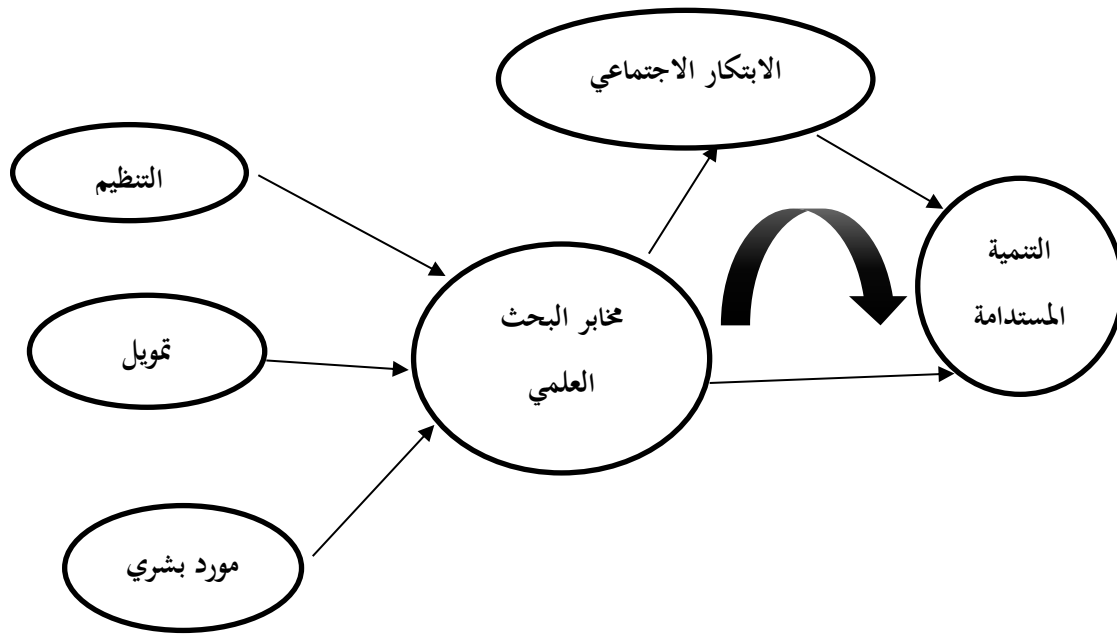 الابتكار الاجتماعي
التنظيم
التنمية
المستدامة
مخابر البحث
العلمي
تمويل
مورد بشري